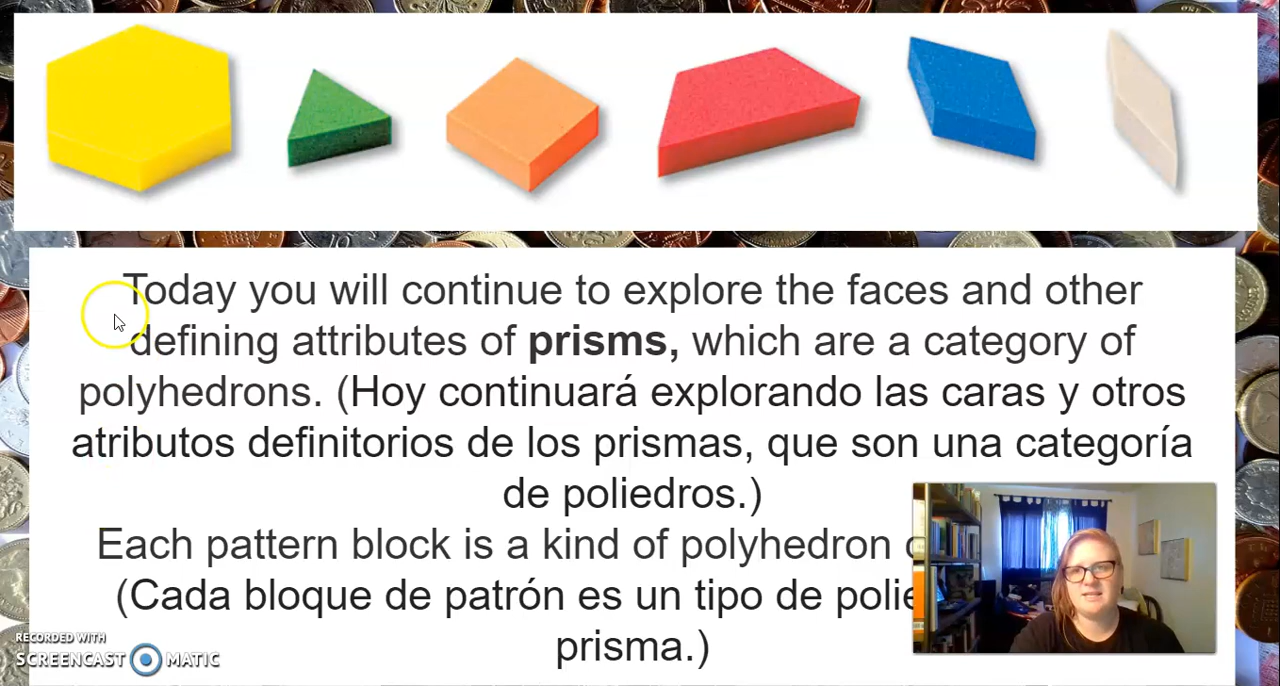 Today you will continue to explore the faces and other
defining attributes of prisms, which are a category of
polyhedrons. (Hoy continuará explorando las caras y otros
atributos definitorios de los prismas, que son una categoría
de poliedros.)
Each pattern block is a kind of polyhedron
(Cada bloque de patrón es un tipo de
prisma.)
RECORDED WITH
SCREENCAST MATIC